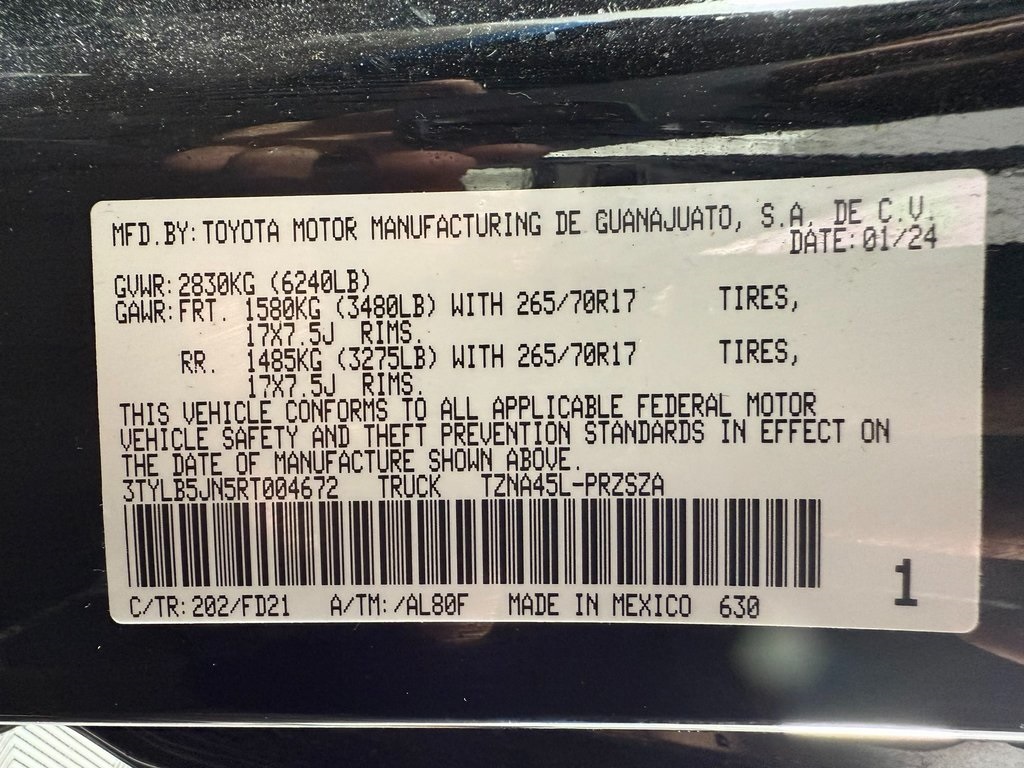 MFD.BY: TOYOTA MOTOR MANUFACTURING DE GUANAJUATO, S.A. DE C.V.
DATE: 01/24
GVWR: 2830KG (6240LB)
GAWR: FRT. 1580KG (3480LB) WITH 265/70R17 TIRES,
17X7.5J RIMS.
RR. 1485KG (3275LB) WITH 265/70R17 TIRES,
17X7.5J RIMS.
THIS VEHICLE CONFORMS TO ALL APPLICABLE FEDERAL MOTOR
VEHICLE SAFETY AND THEFT PREVENTION STANDARDS IN EFFECT ON
THE DATE OF MANUFACTURE SHOWN ABOVE.
3TYLB5JN5RT004672 TRUCK TZNA45L-PRZSZA
C/TR: 202/FD21 A/TM: /AL80F MADE IN MEXICO 630
1